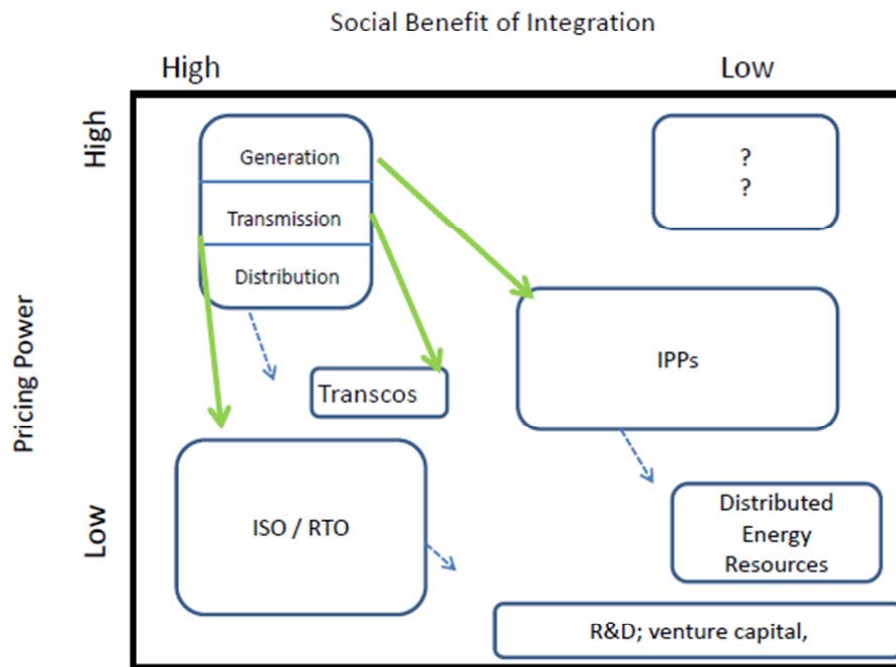 Social Benefit of Integration
High
Low
High
Generation
Transmission
Distribution
?
?
Pricing Power
IPPs
Transcos
Low
ISO / RTO
Distributed
Energy
Resources
R&D; venture capital,